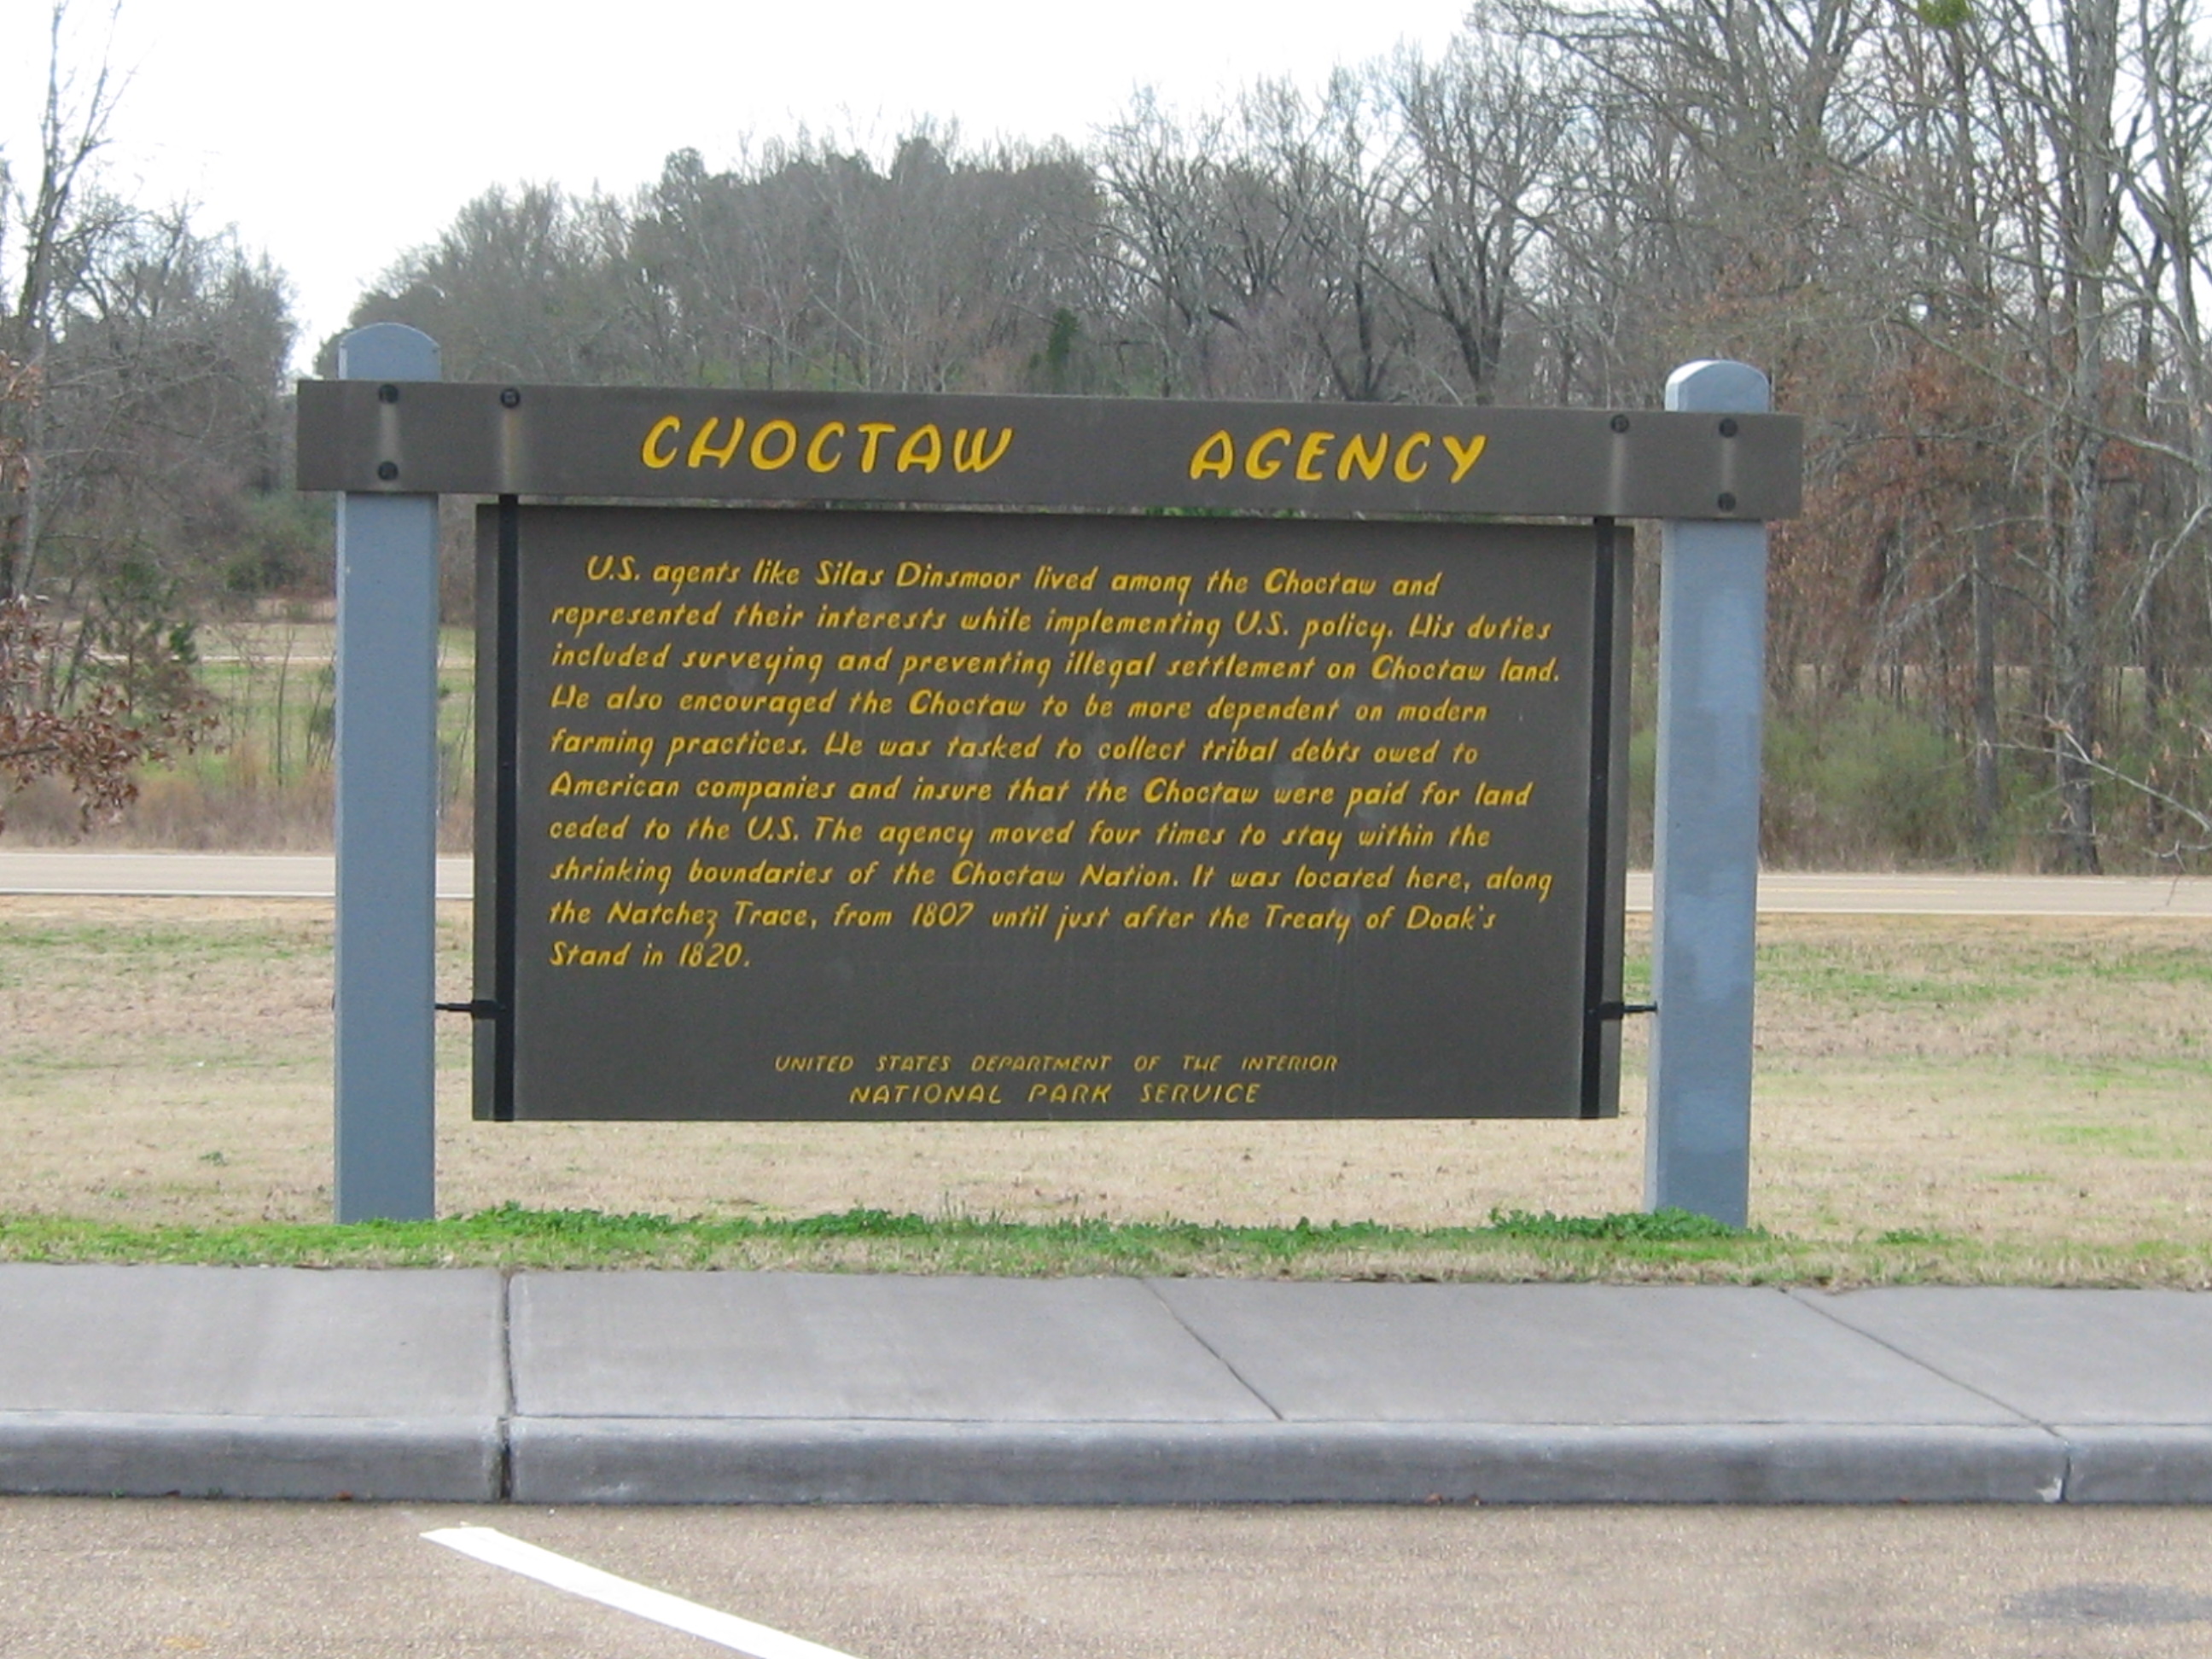 CHOCTAW AGENCY
U.S. agents like Silas Dinsmoor lived among the Choctaw and
represented their interests while implementing U.S. policy. His duties
included surveying and preventing illegal settlement on Choctaw land.
He also encouraged the Choctaw to be more dependent on modern
farming practices. He was tasked to collect tribal debts owed to
American companies and insure that the Choctaw were paid for land
ceded to the U.S. The agency moved four times to stay within the
shrinking boundaries of the Choctaw Nation. It was located here, along
the Natchez Trace, from 1807 until just after the Treaty of Doak's
Stand in 1820.
UNITED STATES DEPARTMENT OF THE INTERIOR
NATIONAL PARK SERVICE